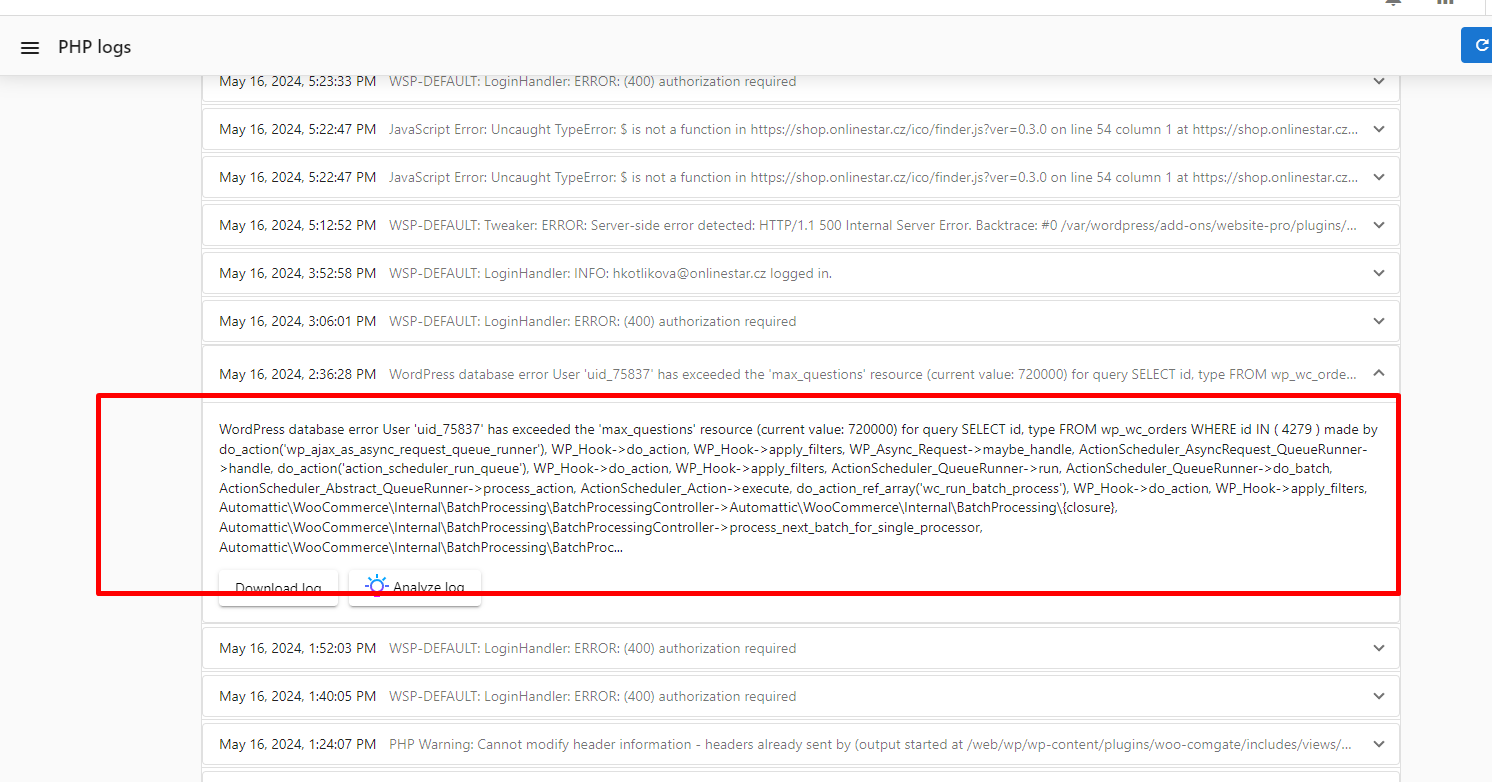 PHP logs
May 16, 2024, 5:23:33 PM WSP-DEFAULT: LoginHandler: ERROR: (400) authorization required
May 16, 2024, 5:22:47 PM JavaScript Error: Uncaught TypeError: $ is not a function in https://shop.onlinestar.cz/ico/finder.js?ver=0.3.0 on line 54 column 1 at https://shop.onlinestar.cz...
May 16, 2024, 5:22:47 PM JavaScript Error: Uncaught TypeError: $ is not a function in https://shop.onlinestar.cz/ico/finder.js?ver=0.3.0 on line 54 column 1 at https://shop.onlinestar.cz...
May 16, 2024, 5:12:52 PM WSP-DEFAULT: Tweaker: ERROR: Server-side error detected: HTTP/1.1 500 Internal Server Error. Backtrace: #0 /var/wordpress/add-ons/website-pro/plugins/...
May 16, 2024, 3:52:58 PM WSP-DEFAULT: LoginHandler: INFO: hkotlikova@onlinestar.cz logged in.
May 16, 2024, 3:06:01 PM WSP-DEFAULT: LoginHandler: ERROR: (400) authorization required
May 16, 2024, 2:36:28 PM WordPress database error User 'uid_75837' has exceeded the 'max_questions' resource (current value: 720000) for query SELECT id, type FROM wp_wc_orde...
WordPress database error User 'uid_75837' has exceeded the 'max_questions' resource (current value: 720000) for query SELECT id, type FROM wp_wc_orders WHERE id IN ( 4279 ) made by
do_action('wp_ajax_as_async_request_queue_runner'), WP_Hook->do_action, WP_Hook->apply_filters, WP_Async_Request->maybe_handle, ActionScheduler_AsyncRequest_QueueRunner-
>handle, do_action('action_scheduler_run_queue'), WP_Hook->do_action, WP_Hook->apply_filters, ActionScheduler_QueueRunner->run, ActionScheduler_QueueRunner->do_batch,
ActionScheduler_Abstract_QueueRunner->process_action, ActionScheduler_Action->execute, do_action_ref_array('wc_run_batch_process'), WP_Hook->do_action, WP_Hook->apply_filters,
Automattic\WooCommerce\Internal\BatchProcessing\BatchProcessingController->Automattic\WooCommerce\Internal\BatchProcessing\{closure},
Automattic\WooCommerce\Internal\BatchProcessing\BatchProcessingController->process_next_batch_for_single_processor,
Automattic\WooCommerce\Internal\BatchProcessing\BatchProc...
Download log Analyze log
May 16, 2024, 1:52:03 PM WSP-DEFAULT: LoginHandler: ERROR: (400) authorization required
May 16, 2024, 1:40:05 PM WSP-DEFAULT: LoginHandler: ERROR: (400) authorization required
May 16, 2024, 1:24:07 PM PHP Warning: Cannot modify header information - headers already sent by (output started at /web/wp/wp-content/plugins/woo-comgate/includes/views/...